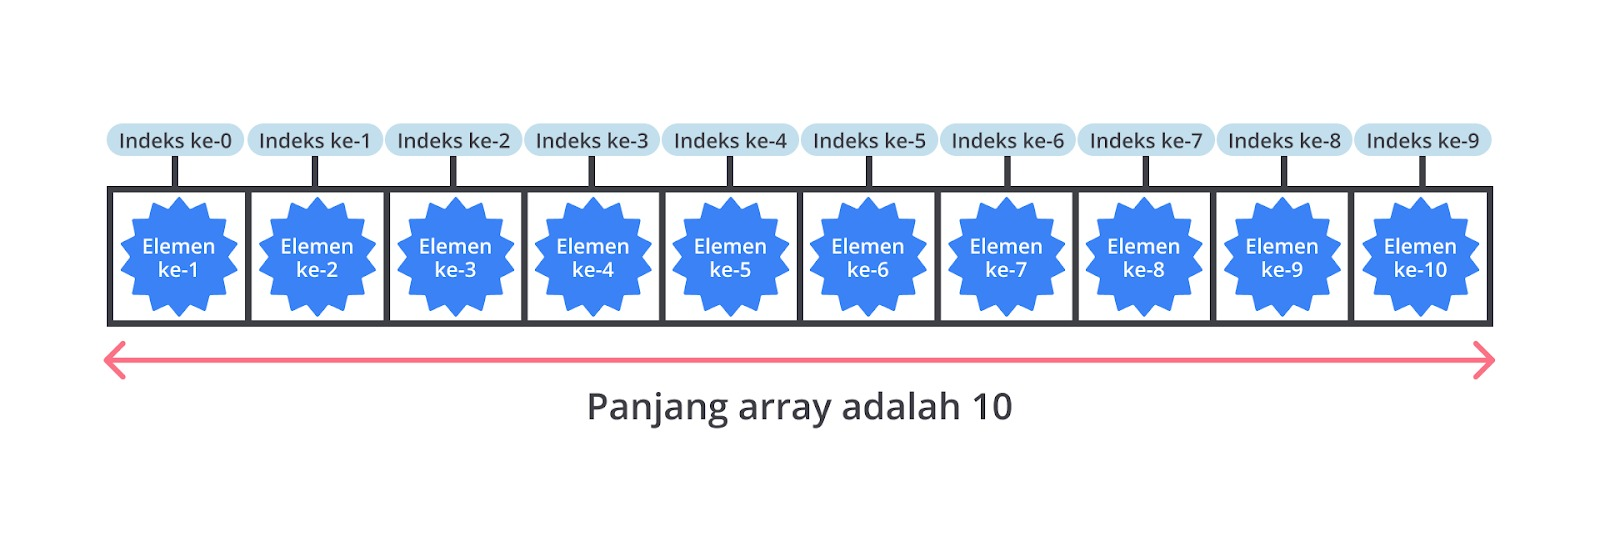 Indeks ke-0 Indeks ke-1 Indeks ke-2 Indeks ke-3 Indeks ke-4 Indeks ke-5 Indeks ke-6 Indeks ke-7 Indeks ke-8 Indeks ke-9
Elemen Elemen Elemen Elemen Elemen Elemen Elemen Elemen Elemen Elemen
ke-1 ke-2 ke-3 ke-4 ke-5 ke-6 ke-7 ke-8 ke-9 ke-10
Panjang array adalah 10